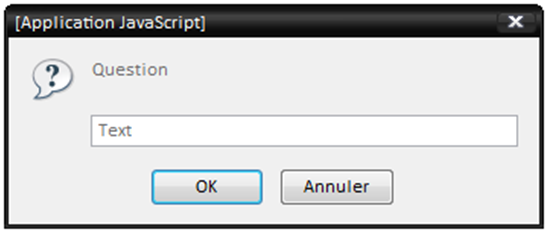 [Application JavaScript]
Question
Text
OK
Annuler